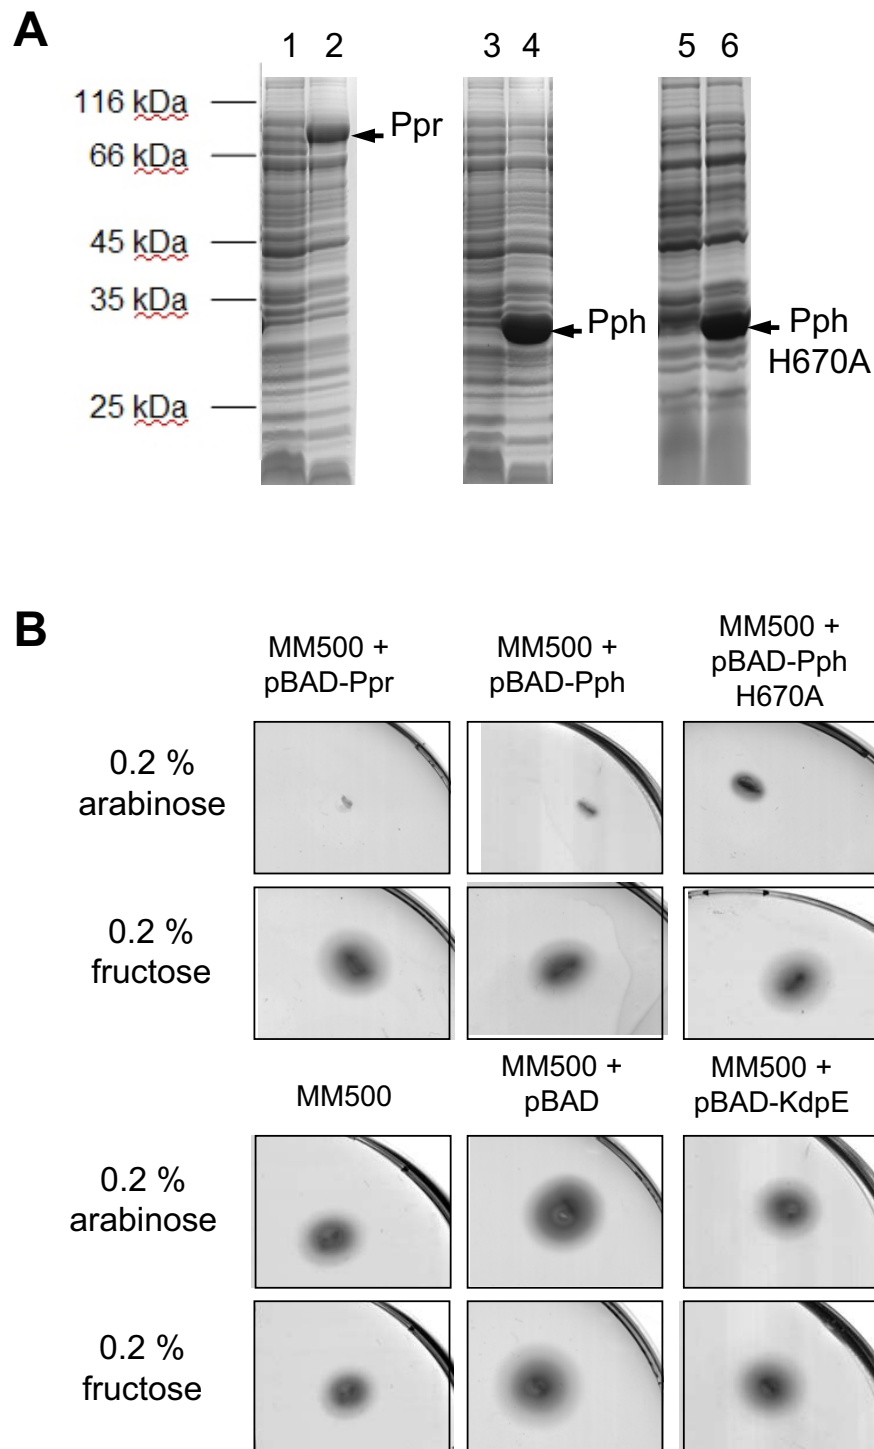 A
1 2
3 4
5 6
116 kDa
66 kDa
45 kDa
35 kDa
25 kDa
Ppr
Pph
Pph
H670A
B
MM500 +
pBAD-Ppr
MM500 +
pBAD-Pph
MM500 +
pBAD-Pph
H670A
0.2 %
arabinose
0.2 %
fructose
MM500
MM500 +
pBAD
MM500 +
pBAD-KdpE
0.2 %
arabinose
0.2 %
fructose